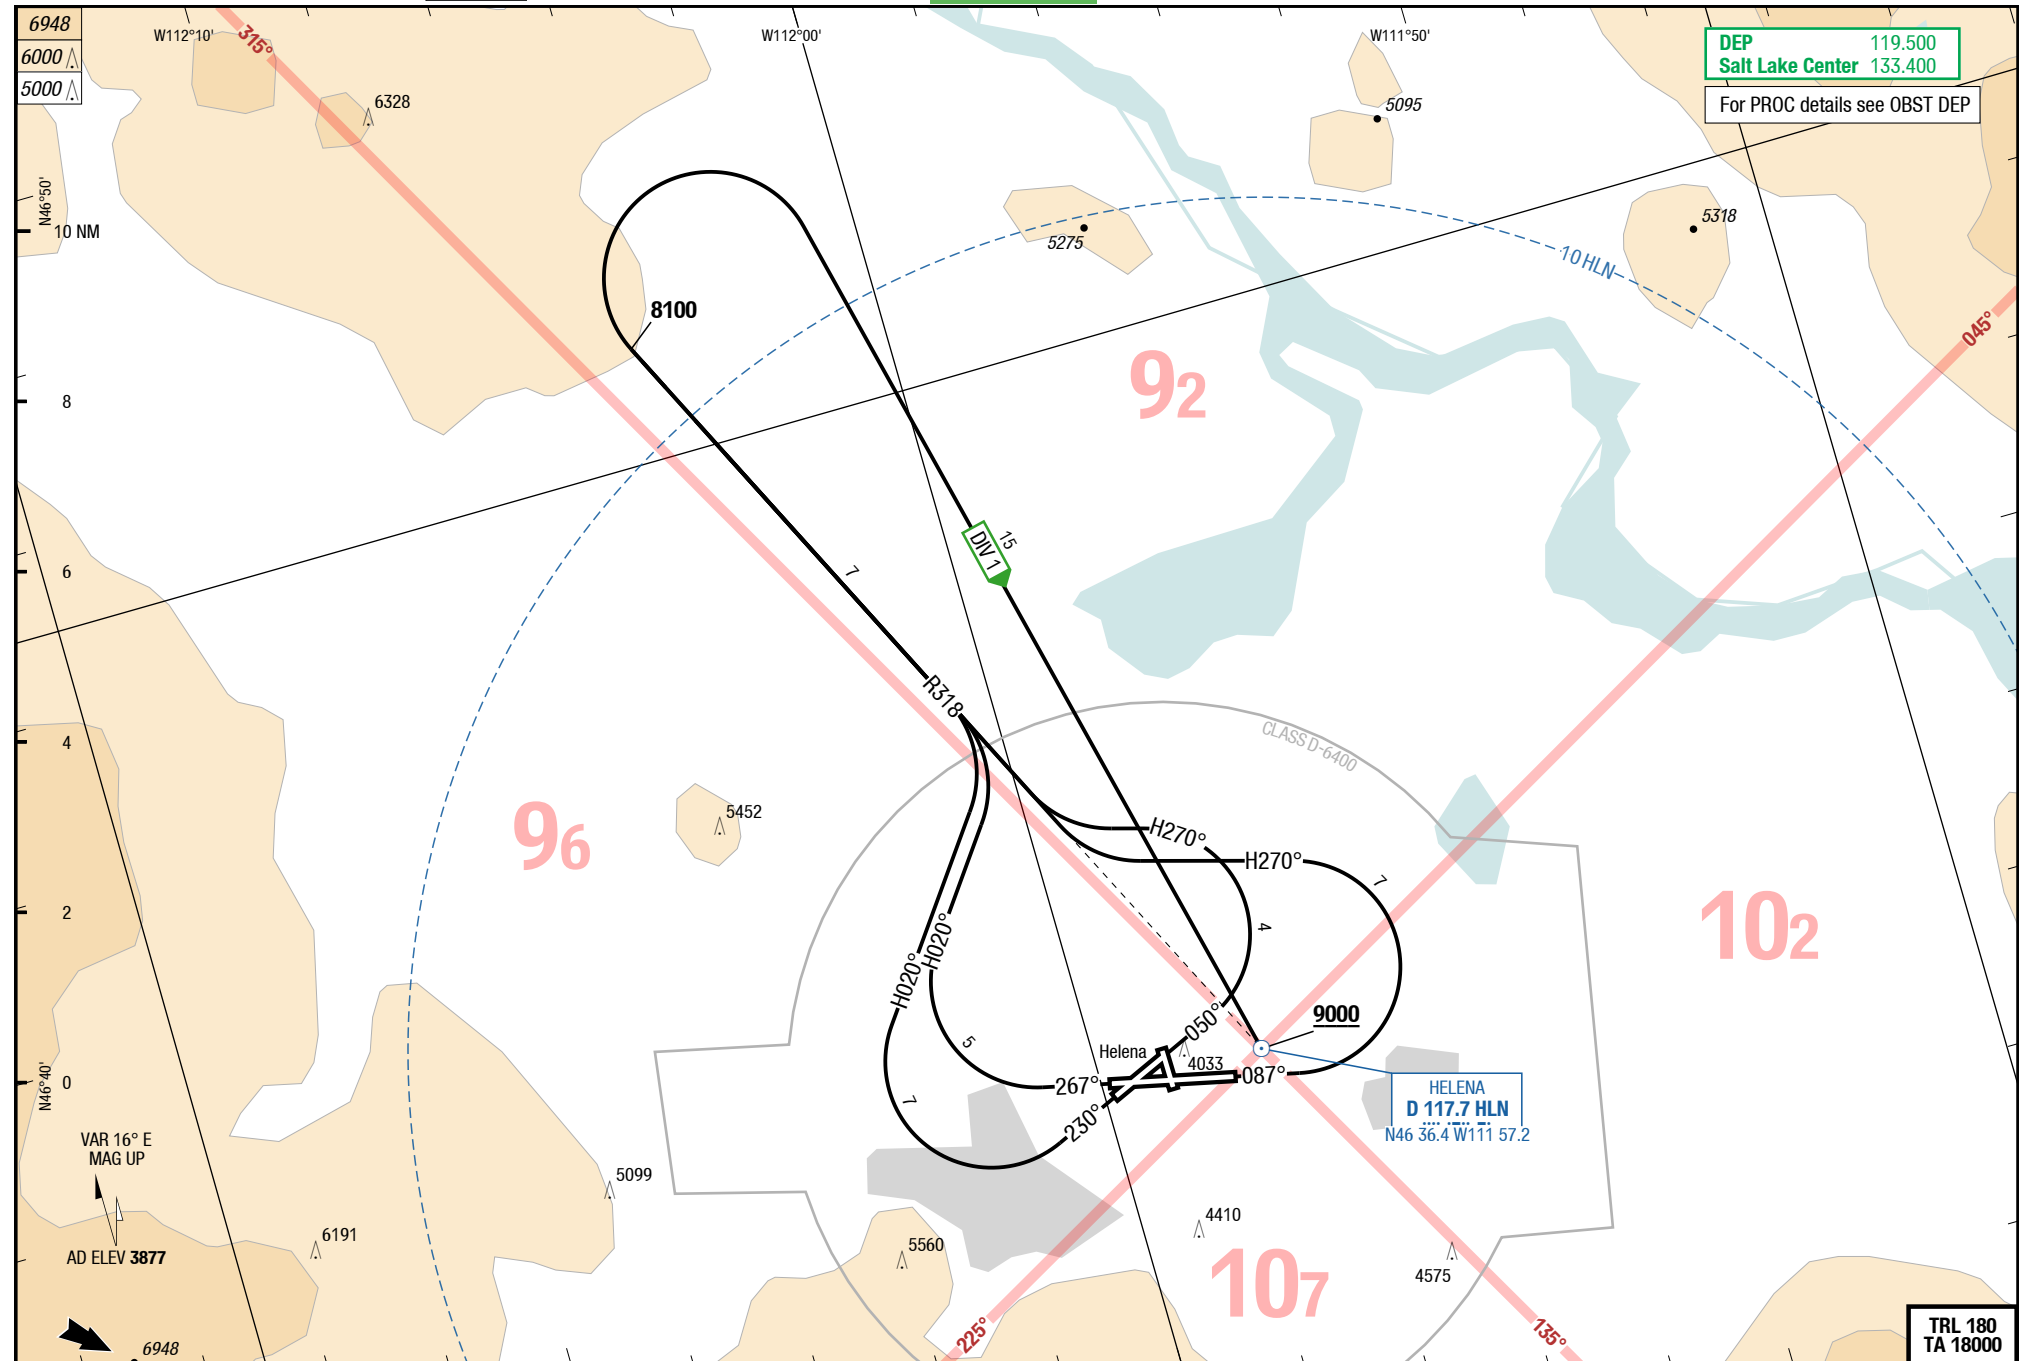 6948
6000
5000
W112°10'
315°
W112°00'
W111°50'
DEP 119.500
Salt Lake Center 133.400
For PROC details see OBST DEP
6328
5095
N46°50'
10 NM
5275
5318
10 HLN
045°
8100
92
8
15
DIV 1
7
6
R318
4
CLASS D-6400
96
5452
H270°
H270°
7
4
102
2
H020°
H020°
050°
9000
5
Helena
4033
267°
087°
N46°40'
0
7
230°
HELENA
D 117.7 HLN
N46 36.4 W111 57.2
VAR 16° E
MAG UP
5099
4410
6191
5560
AD ELEV 3877
4575
107
225°
135°
6948
TRL 180
TA 18000